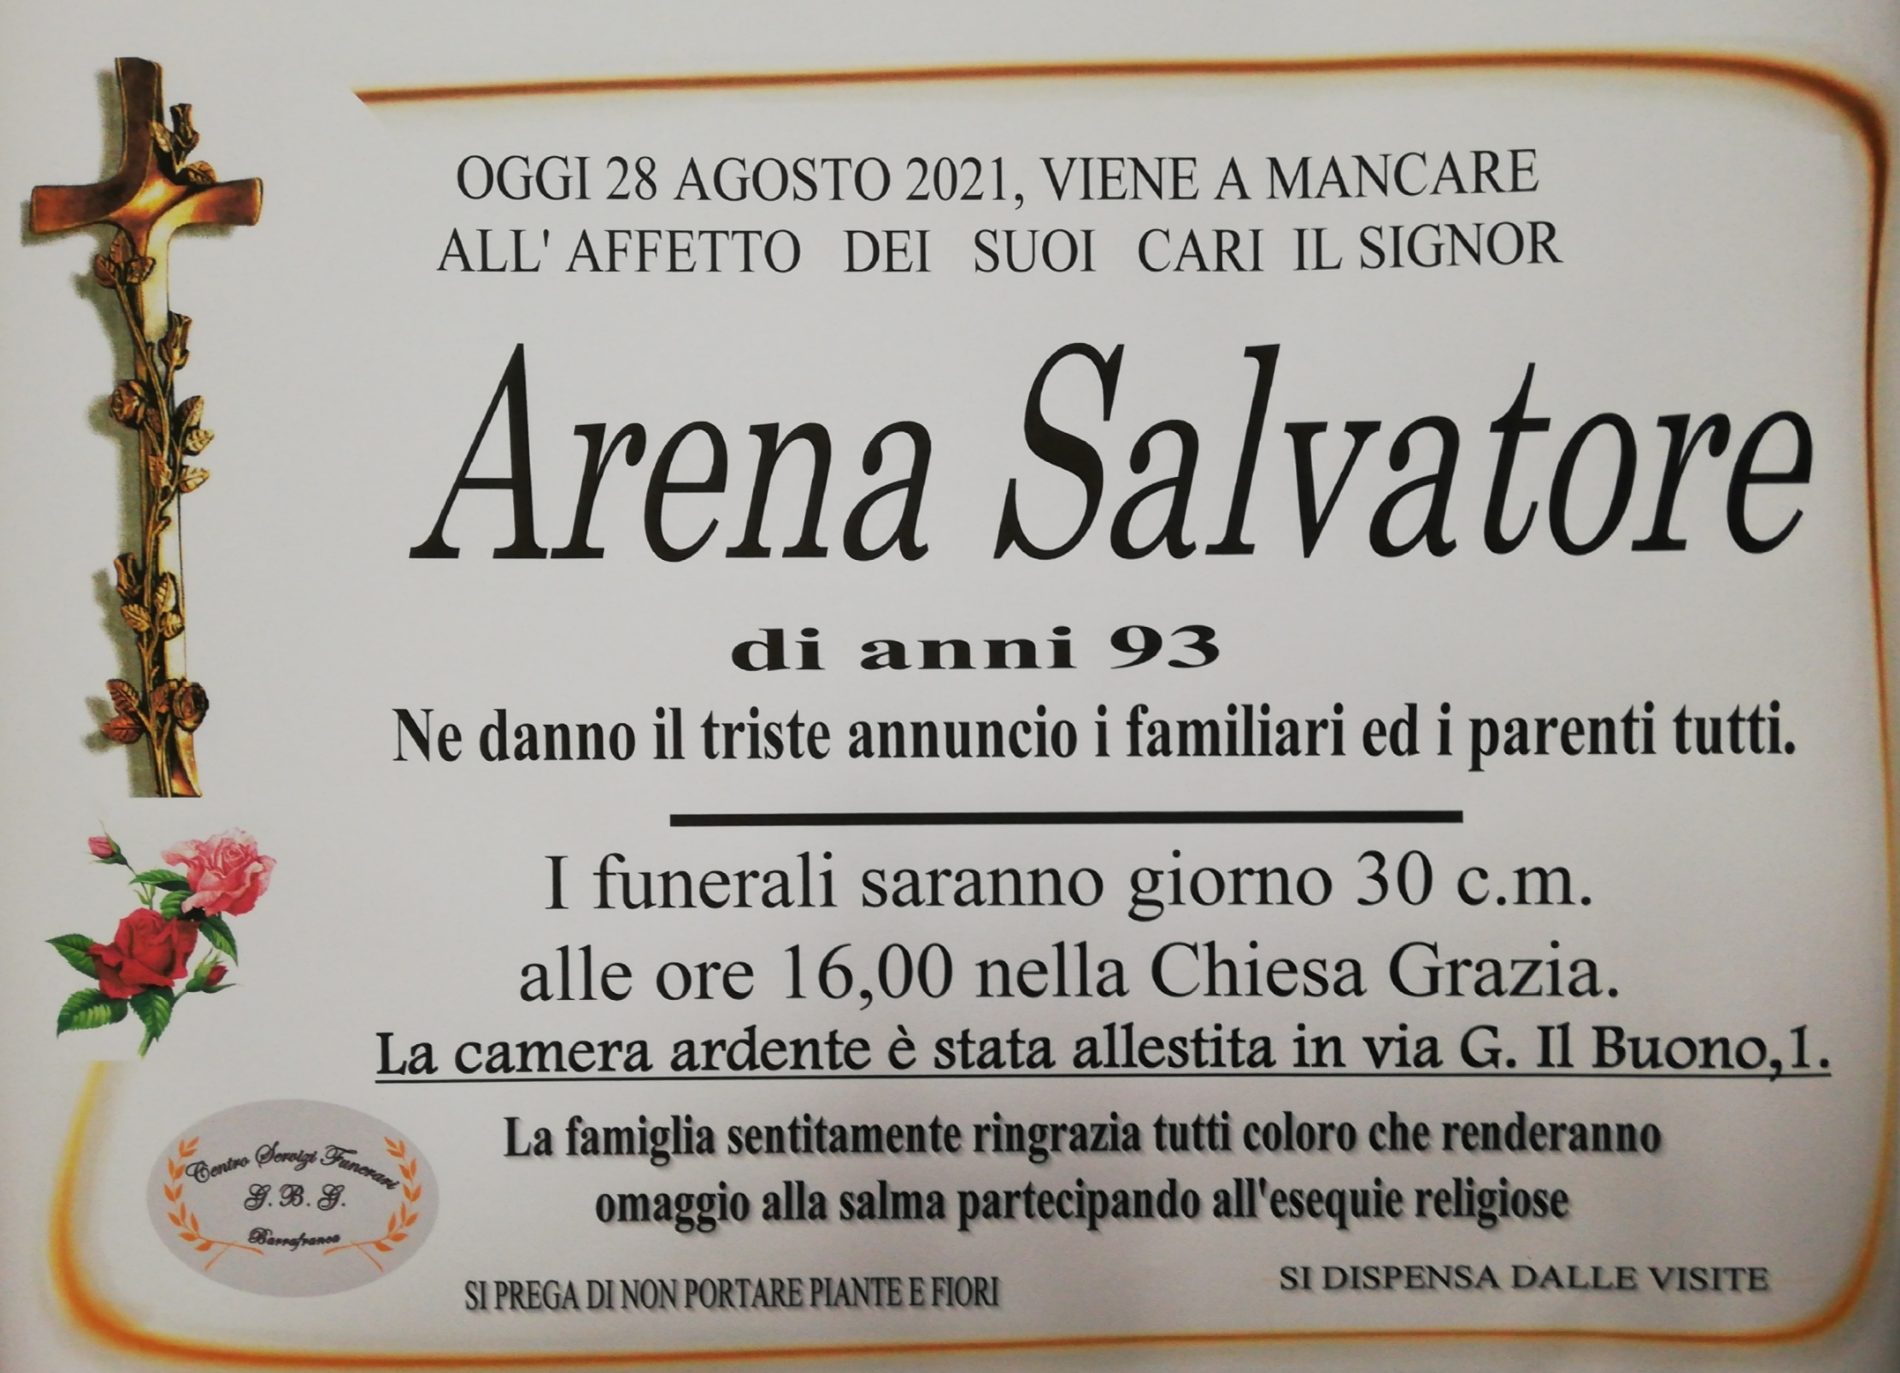 OGGI 28 AGOSTO 2021, VIENE A MANCARE
ALL' AFFETTO DEI SUOI CARI IL SIGNOR
Arena Salvatore
di anni 93
Ne danno il triste annuncio i familiari ed i parenti tutti.
I funerali saranno giorno 30 c.m.
alle ore 16,00 nella Chiesa Grazia.
La camera ardente è stata allestita in via G. Il Buono,1.
La famiglia sentitamente ringrazia tutti coloro che renderanno
omaggio alla salma partecipando all'esequie religiose
Centro Servizi Funerari
G. B. G.
Barrafranca
SI PREGA DI NON PORTARE PIANTE E FIORI
SI DISPENSA DALLE VISITE